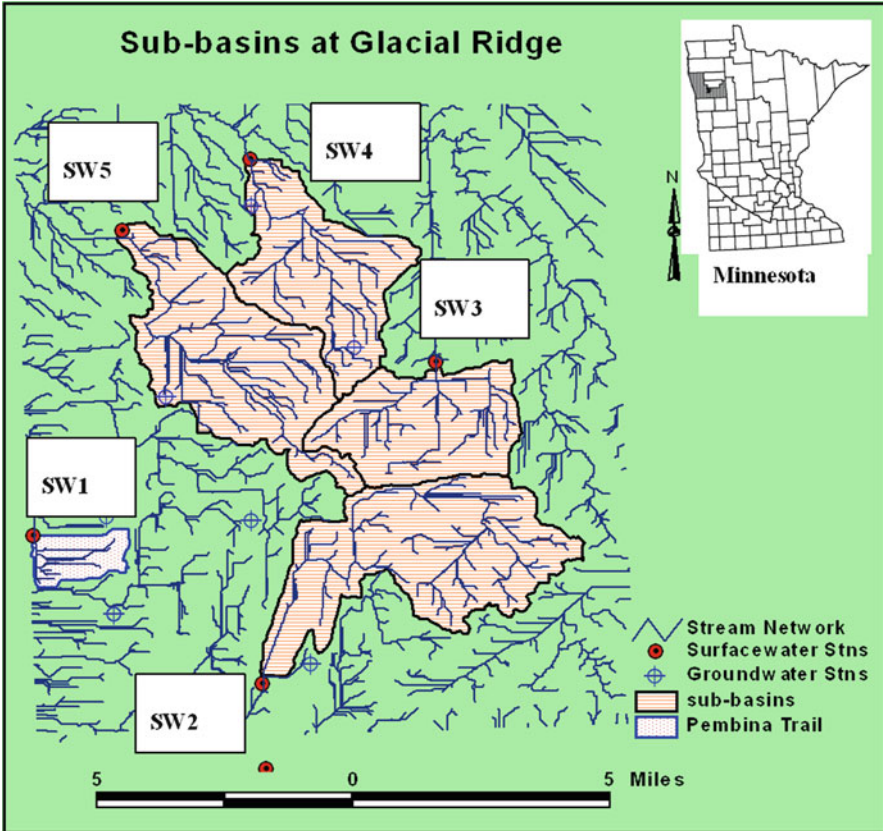 Sub-basins at Glacial Ridge
SW5
SW4
N
Minnesota
SW3
SW1
SW2
Stream Network
Surfacewater Stns
Groundwater Stns
sub-basins
Pembina Trail
5 0 5 Miles